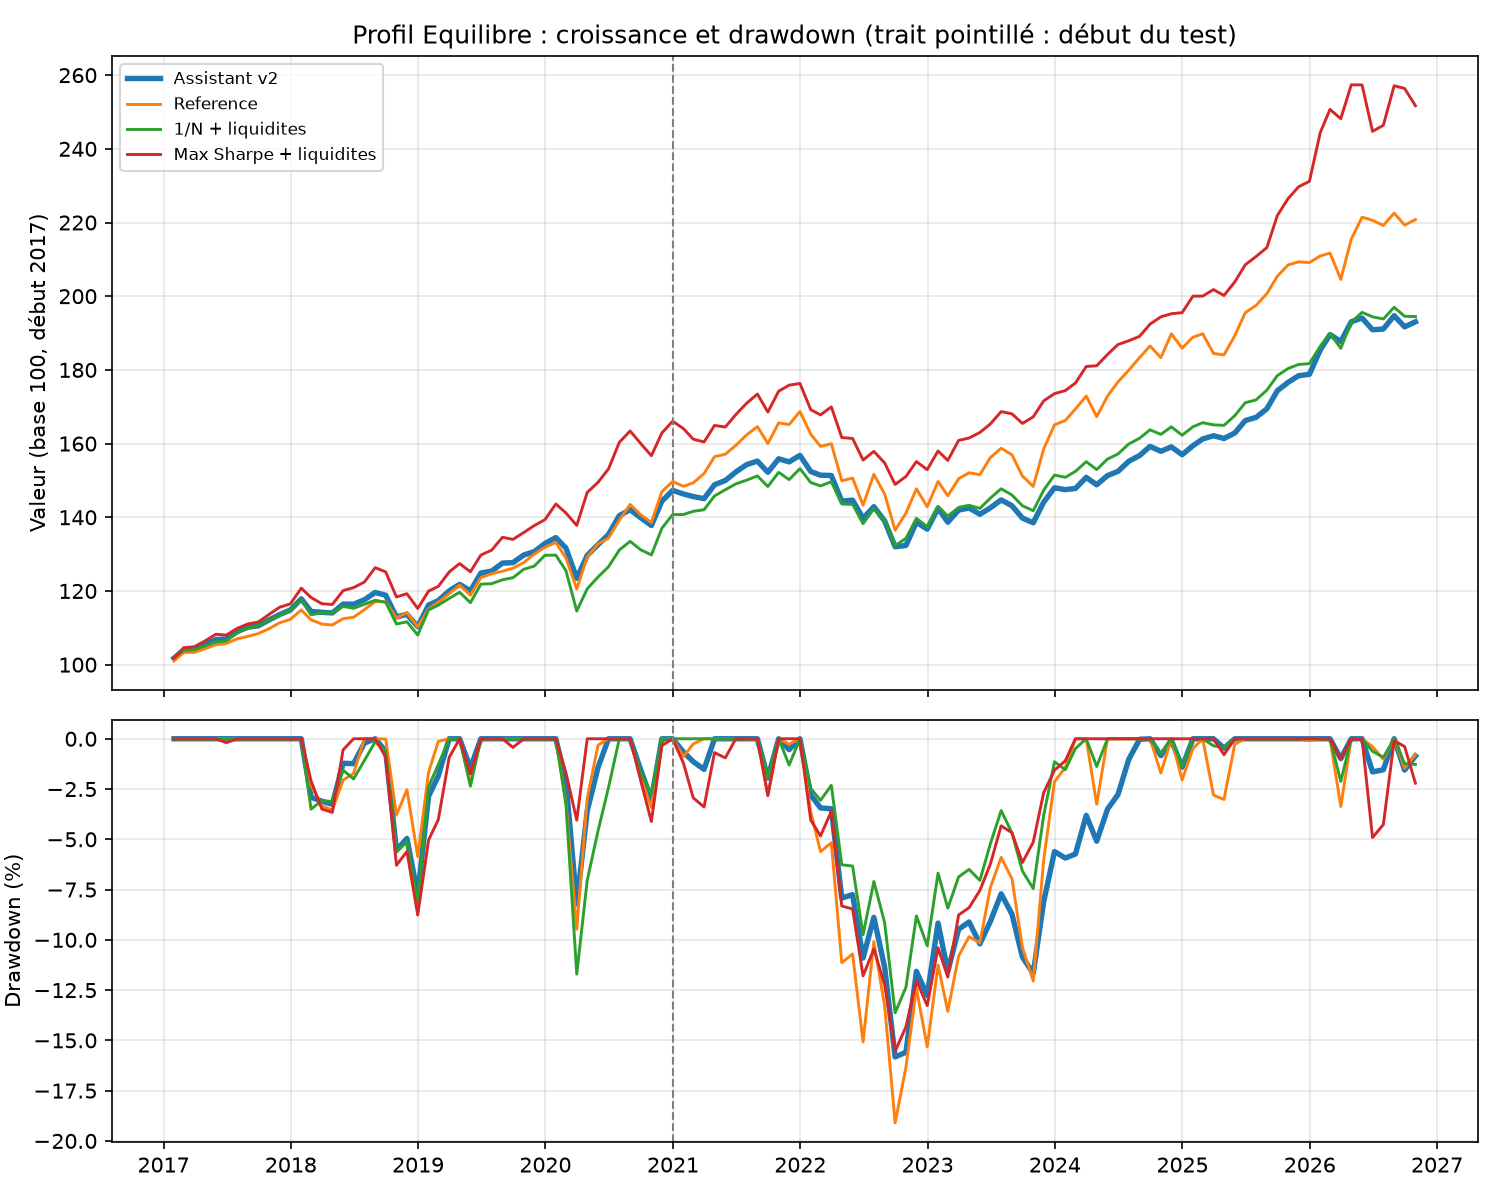 Profil Equilibre : croissance et drawdown (trait pointillé : début du test)
Assistant v2
Reference
1/N + liquidites
Max Sharpe + liquidites
Valeur (base 100, début 2017)
260
240
220
200
180
160
140
120
100
Drawdown (%)
0.0
−2.5
−5.0
−7.5
−10.0
−12.5
−15.0
−17.5
−20.0
2017 2018 2019 2020 2021 2022 2023 2024 2025 2026 2027